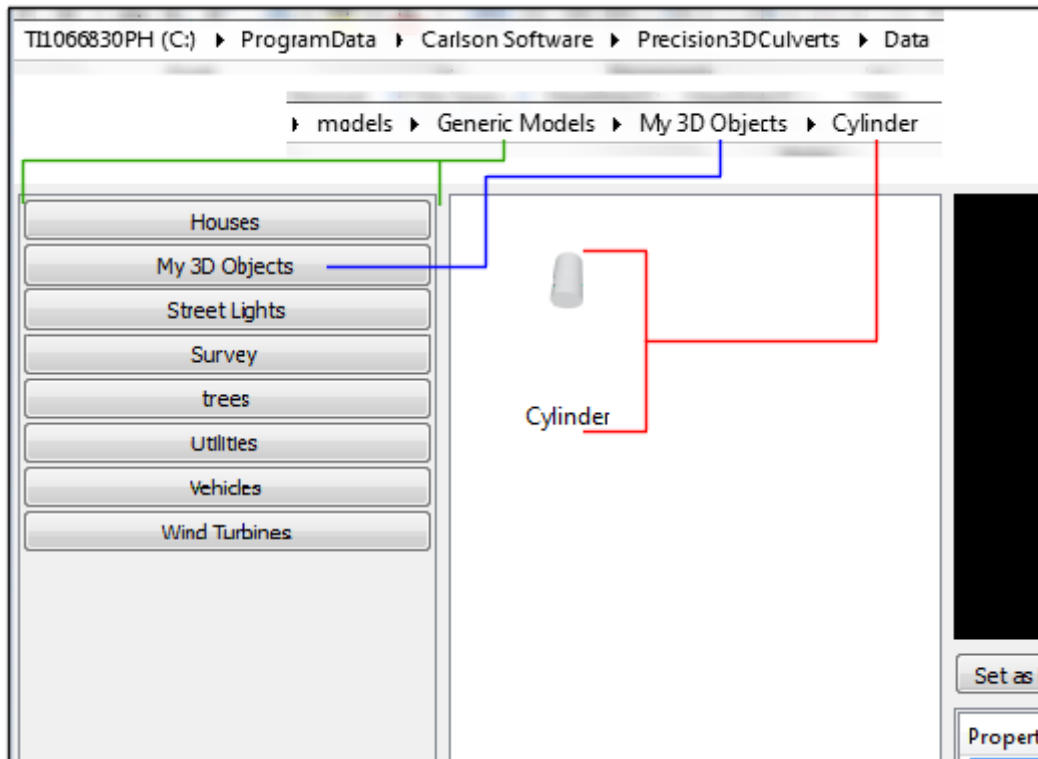 TI1066830PH (C:) ▸ ProgramData ▸ Carlson Software ▸ Precision3DCulverts ▸ Data
▸ models ▸ Generic Models ▸ My 3D Objects ▸ Cylinder
Houses
My 3D Objects
Street Lights
Survey
trees
Utilities
Vehicles
Wind Turbines
Cylinder
Set as
Propert